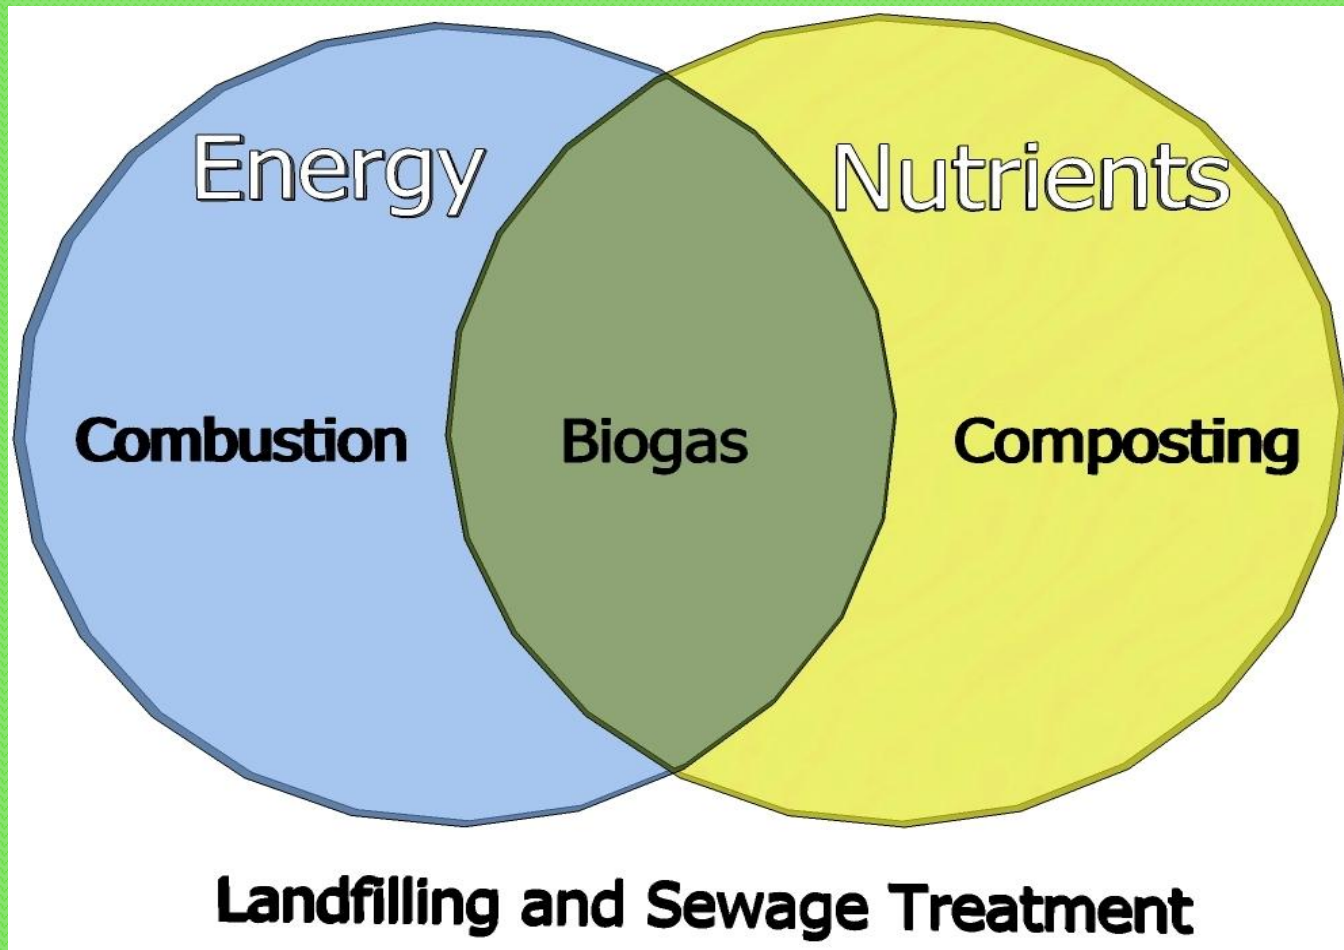 Energy
Nutrients
Combustion
Biogas
Composting
Landfilling and Sewage Treatment